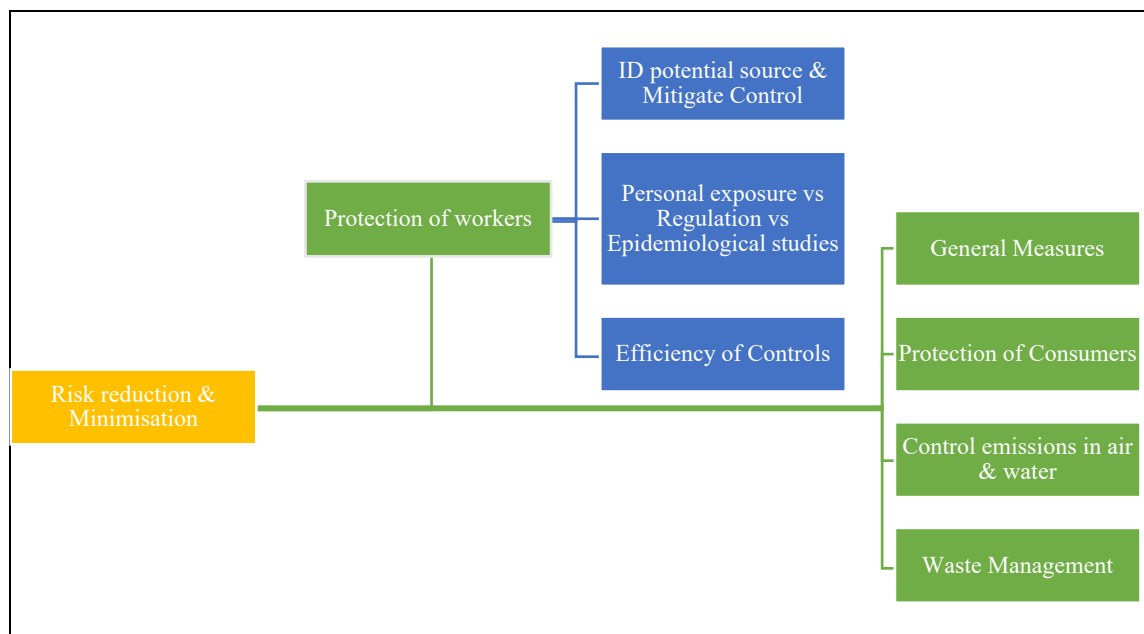 ID potential source &
Mitigate Control
Protection of workers
Personal exposure vs
Regulation vs
Epidemiological studies
General Measures
Efficiency of Controls
Protection of Consumers
Risk reduction &
Minimisation
Control emissions in air
& water
Waste Management